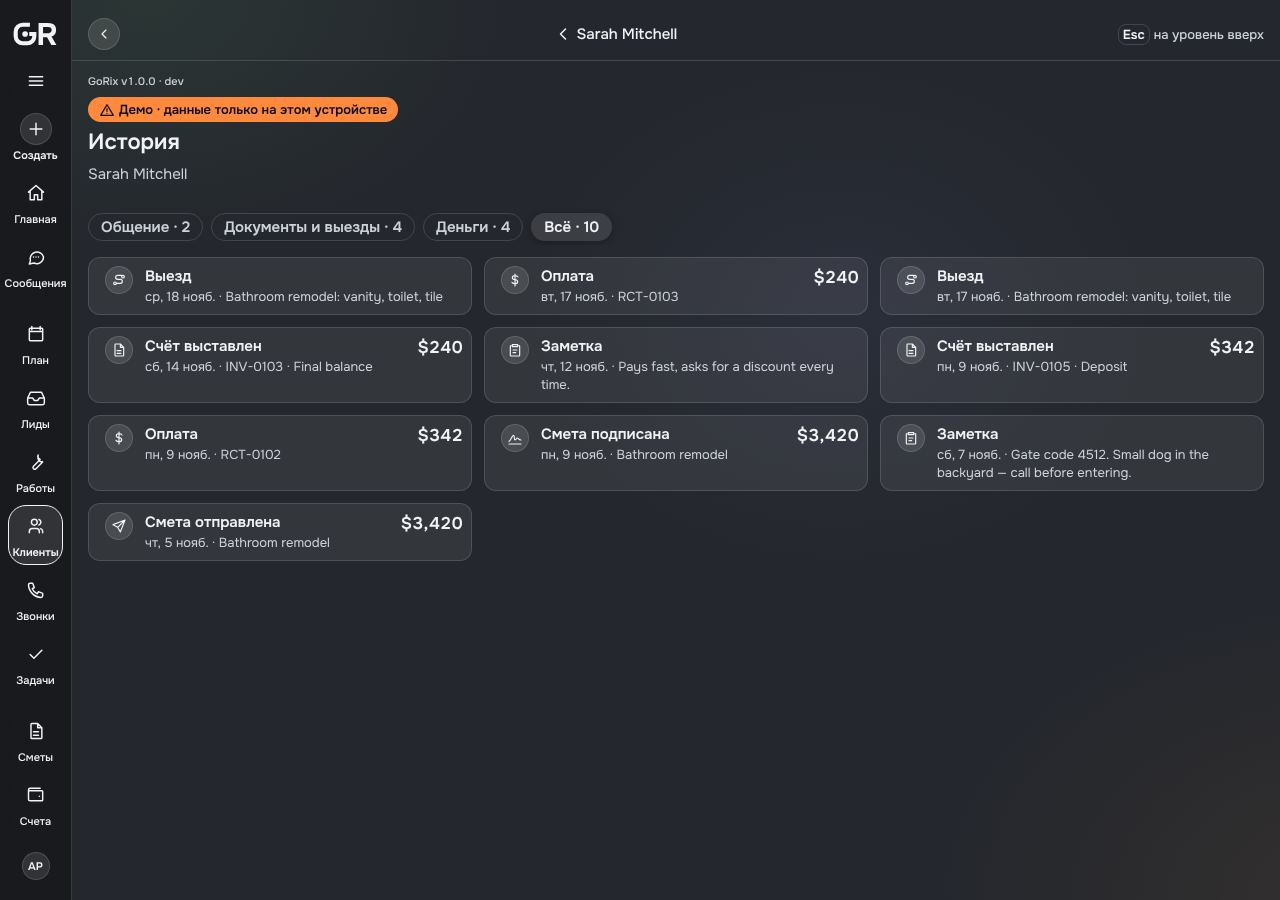 GR
Создать
Главная
Сообщения
План
Лиды
Работы
Клиенты
Звонки
Задачи
Сметы
Счета
AP
Sarah Mitchell
Esc на уровень вверх
GoRix v1.0.0 · dev
Демо · данные только на этом устройстве
История
Sarah Mitchell
Общение · 2
Документы и выезды · 4
Деньги · 4
Всё · 10
Выезд
ср, 18 нояб. · Bathroom remodel: vanity, toilet, tile
Оплата
$240
вт, 17 нояб. · RCT-0103
Выезд
вт, 17 нояб. · Bathroom remodel: vanity, toilet, tile
Счёт выставлен
$240
сб, 14 нояб. · INV-0103 · Final balance
Заметка
чт, 12 нояб. · Pays fast, asks for a discount every
time.
Счёт выставлен
$342
пн, 9 нояб. · INV-0105 · Deposit
Оплата
$342
пн, 9 нояб. · RCT-0102
Смета подписана
$3,420
пн, 9 нояб. · Bathroom remodel
Заметка
сб, 7 нояб. · Gate code 4512. Small dog in the
backyard — call before entering.
Смета отправлена
$3,420
чт, 5 нояб. · Bathroom remodel